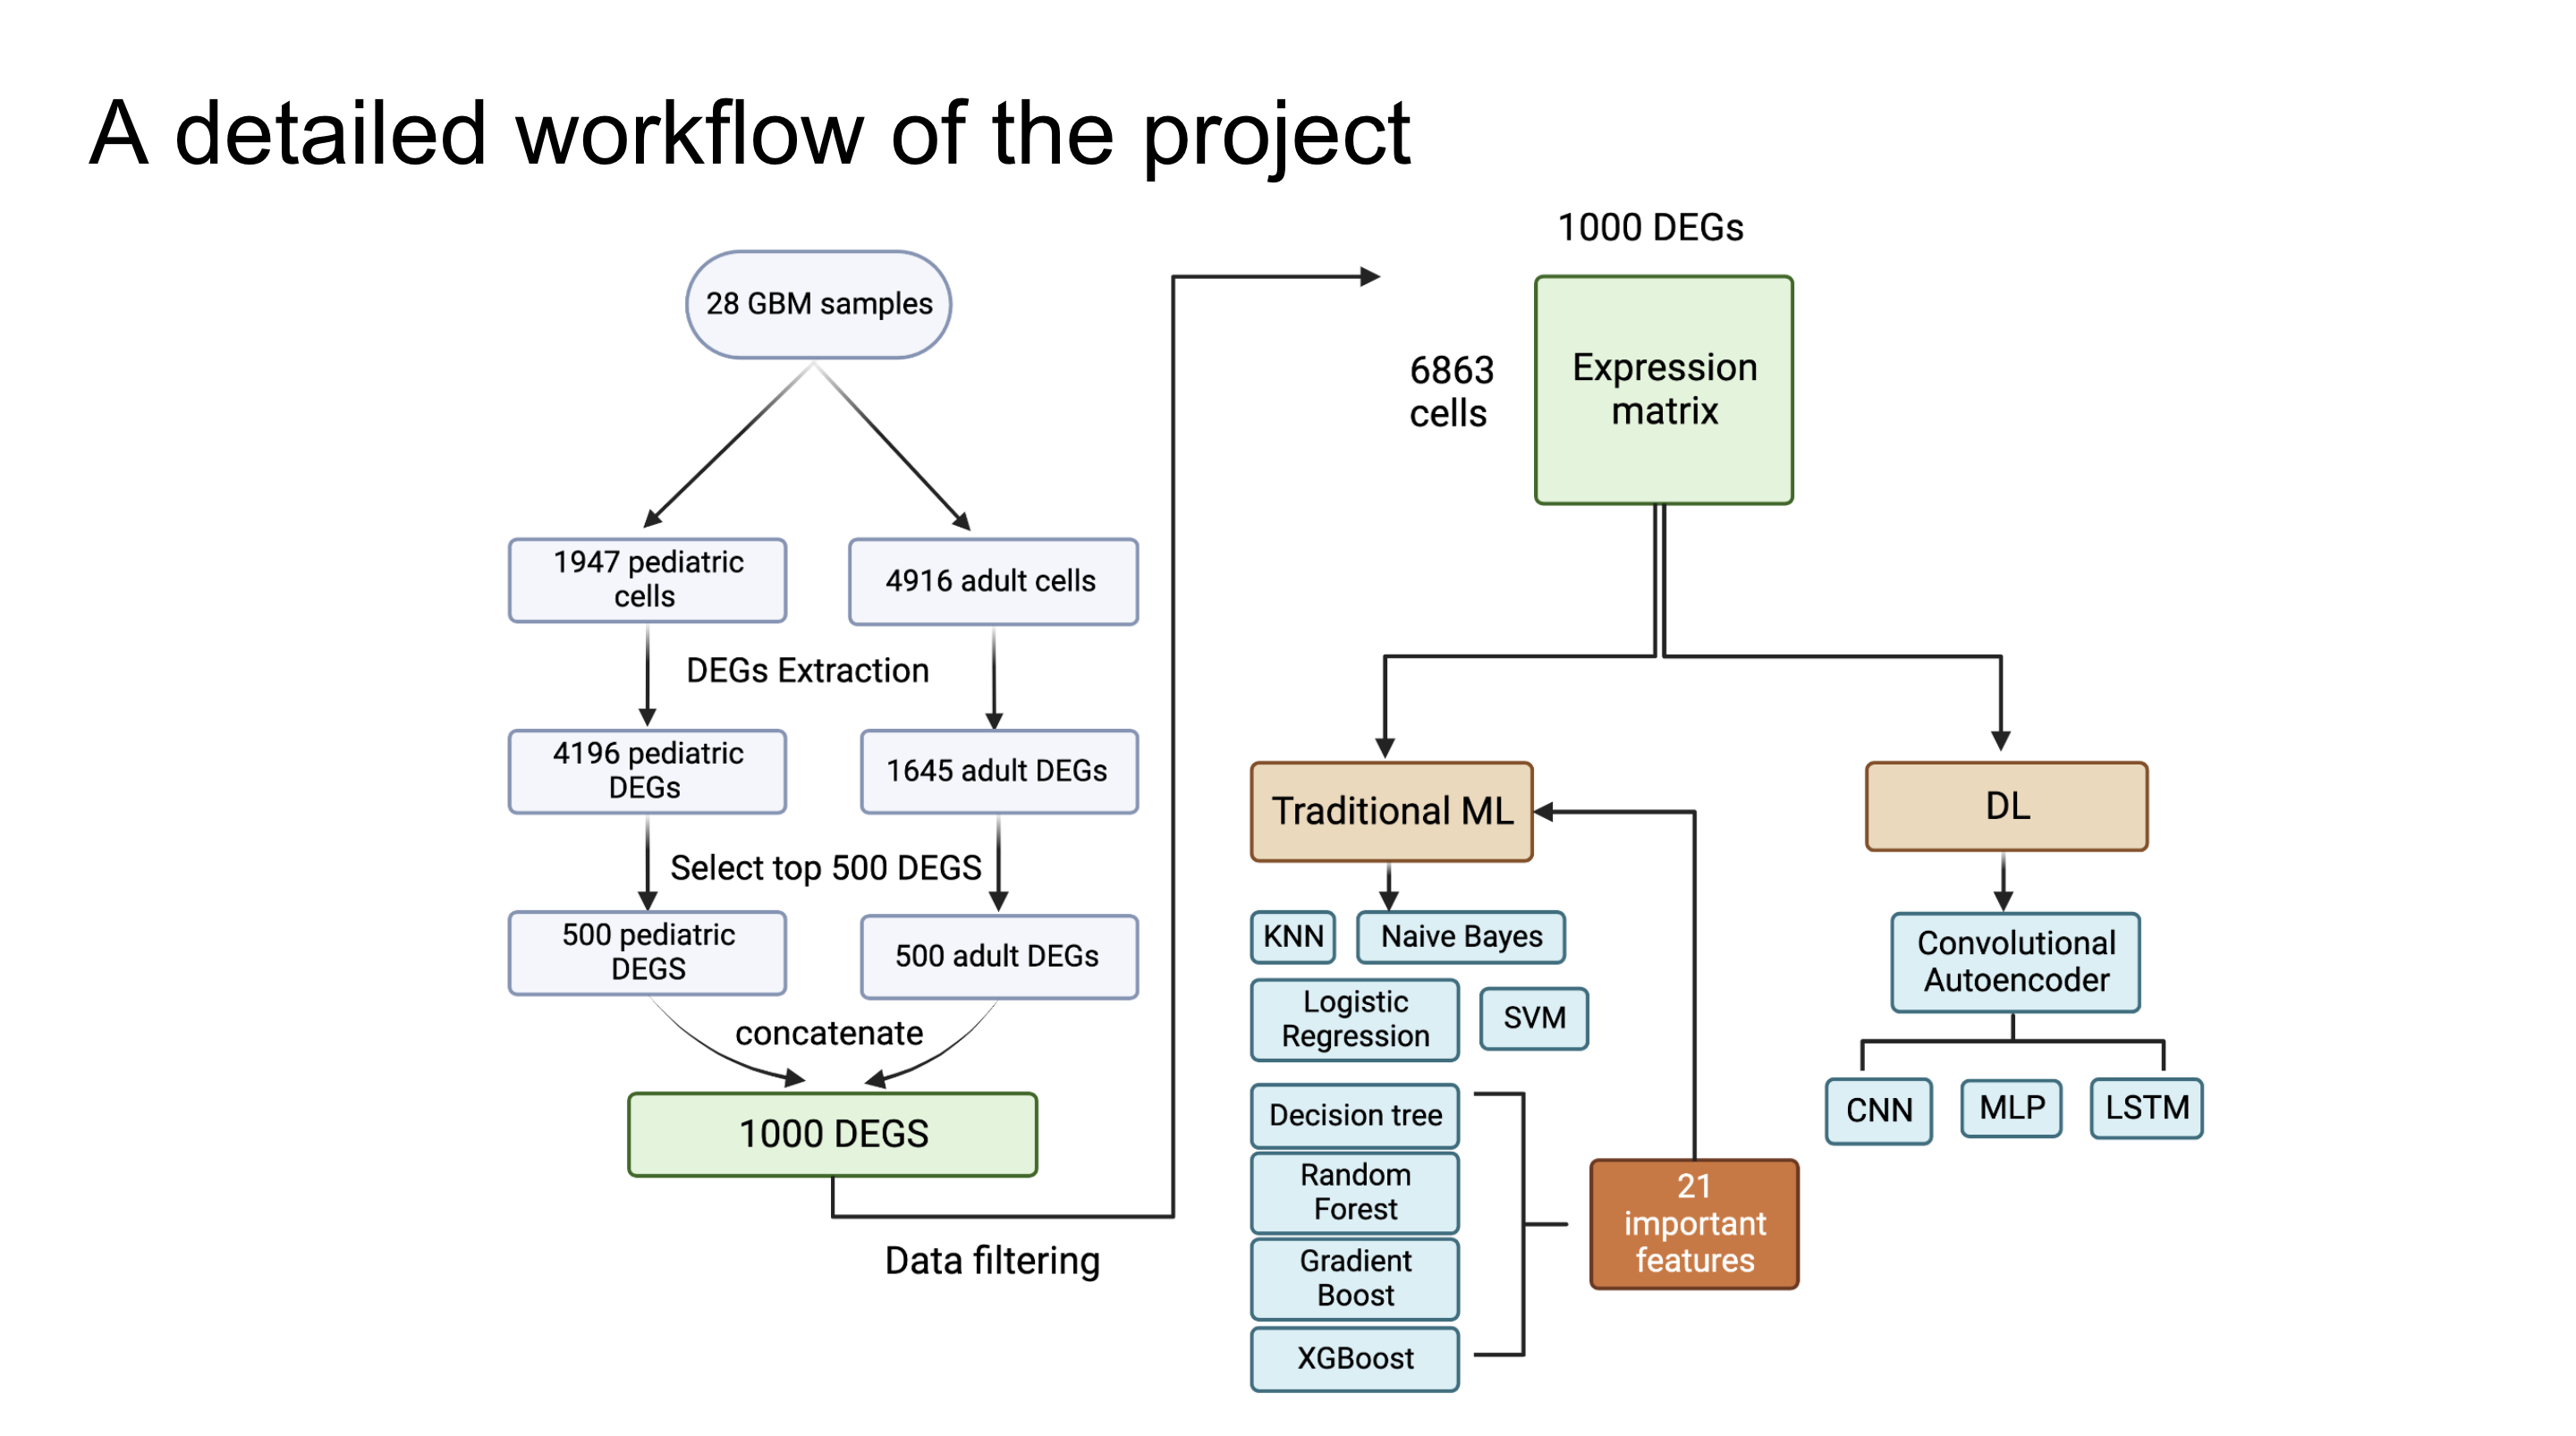 A detailed workflow of the project
28 GBM samples
1947 pediatric
cells
4916 adult cells
DEGs Extraction
4196 pediatric
DEGs
1645 adult DEGs
Select top 500 DEGS
500 pediatric
DEGS
500 adult DEGs
concatenate
1000 DEGS
Data filtering
1000 DEGs
6863
cells
Expression
matrix
Traditional ML
DL
KNN
Naive Bayes
Logistic
Regression
SVM
Decision tree
Random
Forest
Gradient
Boost
XGBoost
21
important
features
Convolutional
Autoencoder
CNN
MLP
LSTM